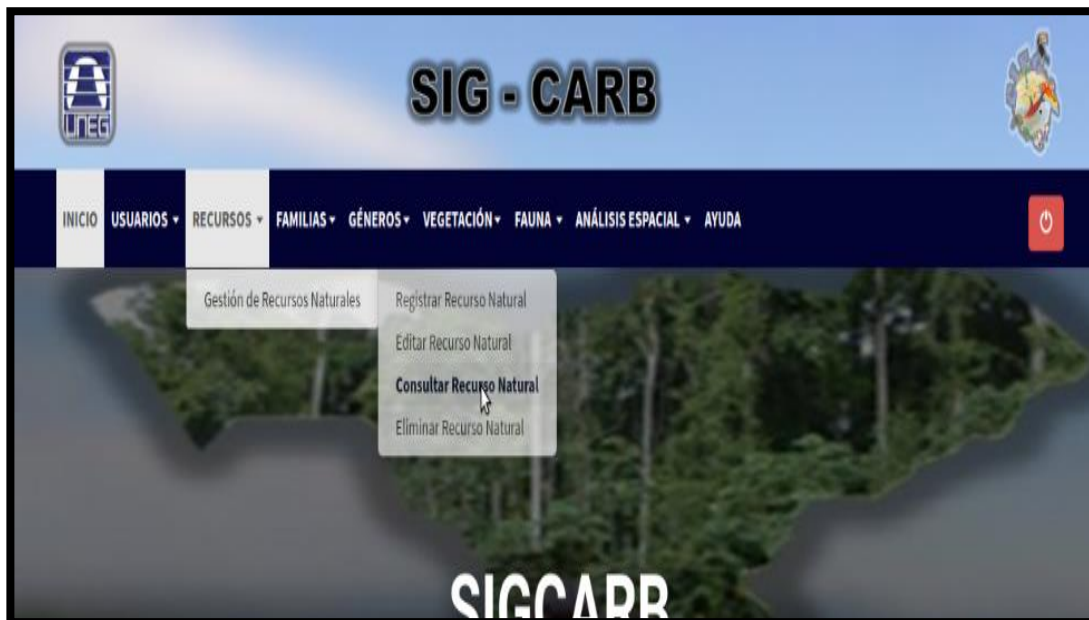 UNEG
SIG - CARB
INICIO USUARIOS RECURSOS FAMILIAS GÉNEROS VEGETACIÓN FAUNA ANÁLISIS ESPACIAL AYUDA
Gestión de Recursos Naturales
Registrar Recurso Natural
Editar Recurso Natural
Consultar Recurso Natural
Eliminar Recurso Natural
SIGCARB